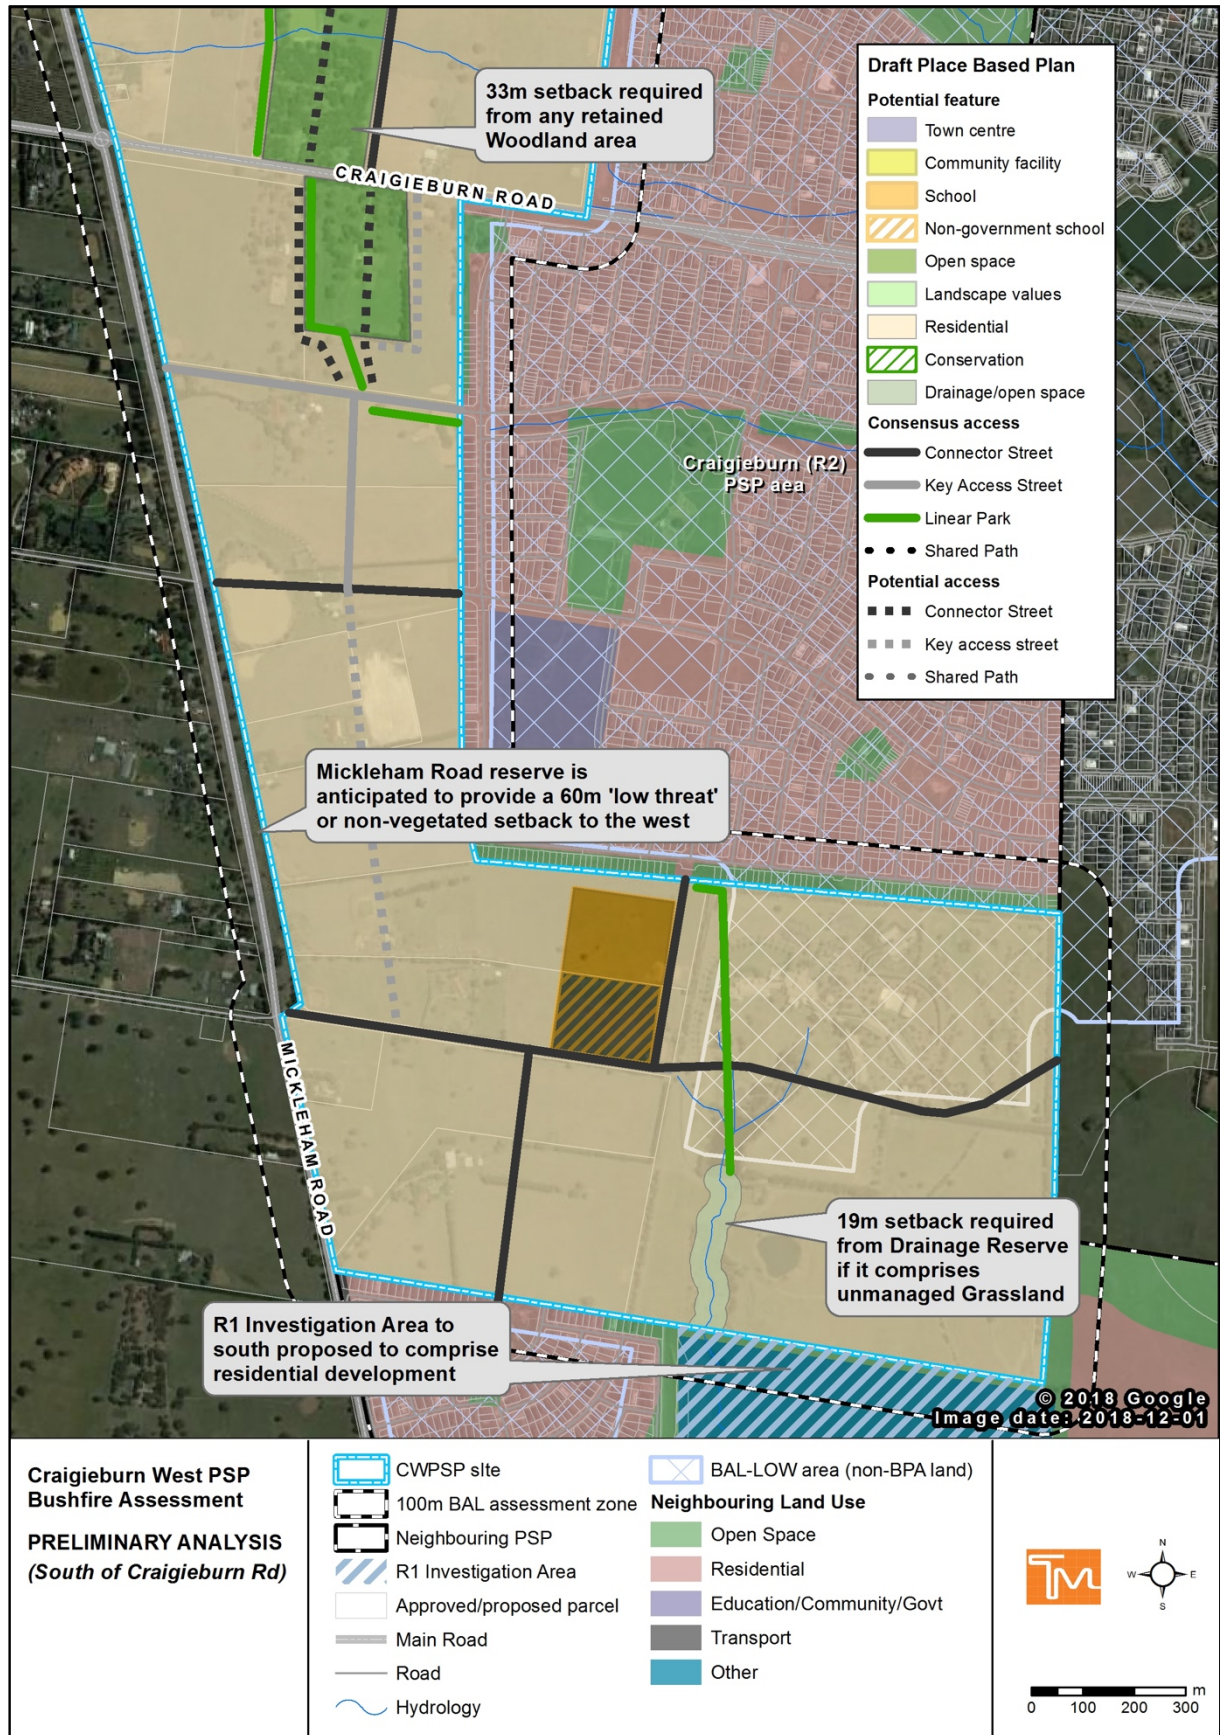 33m setback required
from any retained
Woodland area
CRAIGIEBURN ROAD
Draft Place Based Plan
Potential feature
Town centre
Community facility
School
Non-government school
Open space
Landscape values
Residential
Conservation
Drainage/open space
Consensus access
Connector Street
Key Access Street
Linear Park
Shared Path
Potential access
Connector Street
Key access street
Shared Path
Craigieburn (R2)
PSP aea
Mickleham Road reserve is
anticipated to provide a 60m 'low threat'
or non-vegetated setback to the west
MICKLEHAM ROAD
19m setback required
from Drainage Reserve
if it comprises
unmanaged Grassland
R1 Investigation Area to
south proposed to comprise
residential development
© 2018 Google
Image date: 2018-12-01
Craigieburn West PSP
Bushfire Assessment
PRELIMINARY ANALYSIS
(South of Craigieburn Rd)
CWPSP sIte
100m BAL assessment zone
Neighbouring PSP
R1 Investigation Area
Approved/proposed parcel
Main Road
Road
Hydrology
BAL-LOW area (non-BPA land)
Neighbouring Land Use
Open Space
Residential
Education/Community/Govt
Transport
Other
TM
N
W E
S
m
0 100 200 300